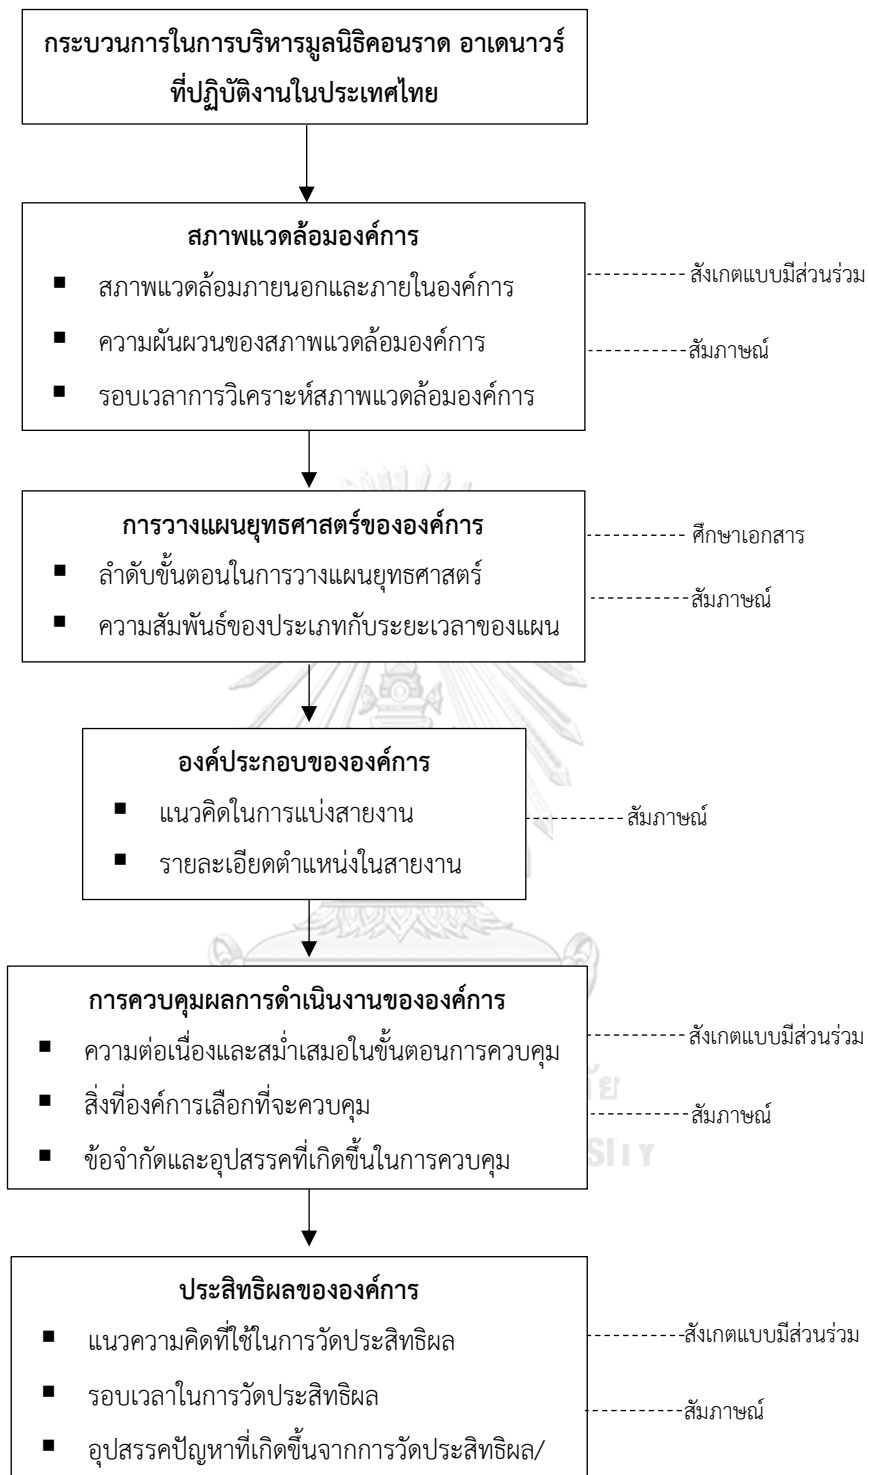 กระบวนการในการบริหารมูลนิธิคอนราด อาเดนาวร์
ที่ปฏิบัติงานในประเทศไทย
สภาพแวดล้อมองค์การ
■ สภาพแวดล้อมภายนอกและภายในองค์การ
■ ความผันผวนของสภาพแวดล้อมองค์การ
■ รอบเวลาการวิเคราะห์สภาพแวดล้อมองค์การ
สังเกตแบบมีส่วนร่วม
สัมภาษณ์
การวางแผนยุทธศาสตร์ขององค์การ
■ ลำดับขั้นตอนในการวางแผนยุทธศาสตร์
■ ความสัมพันธ์ของประเภทกับระยะเวลาของแผน
ศึกษาเอกสาร
สัมภาษณ์
องค์ประกอบขององค์การ
■ แนวคิดในการแบ่งสายงาน
■ รายละเอียดตำแหน่งในสายงาน
สัมภาษณ์
การควบคุมผลการดำเนินงานขององค์การ
■ ความต่อเนื่องและสม่ำเสมอในขั้นตอนการควบคุม
■ สิ่งที่องค์การเลือกที่จะควบคุม
■ ข้อจำกัดและอุปสรรคที่เกิดขึ้นในการควบคุม
สังเกตแบบมีส่วนร่วม
สัมภาษณ์
ประสิทธิผลขององค์การ
■ แนวความคิดที่ใช้ในการวัดประสิทธิผล
■ รอบเวลาในการวัดประสิทธิผล
■ อุปสรรคปัญหาที่เกิดขึ้นจากการวัดประสิทธิผล/
สังเกตแบบมีส่วนร่วม
สัมภาษณ์